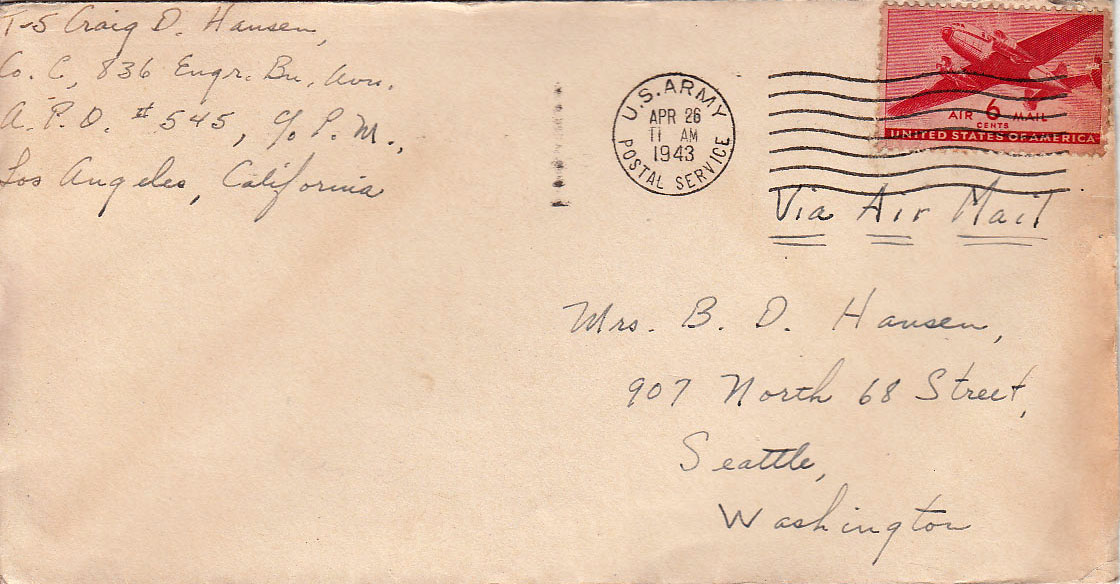 T-5 Craig D. Hansen,
Co. C, 836 Engr. Bn. Avn.
A. P. O. # 545, c/o P. M.,
Los Angeles, California
U.S. ARMY
APR 26
11 AM
1943
POSTAL SERVICE
AIR 6 MAIL
CENTS
UNITED STATES OF AMERICA
Via Air Mail
Mrs. B. D. Hansen,
907 North 68 Street,
Seattle,
Washington